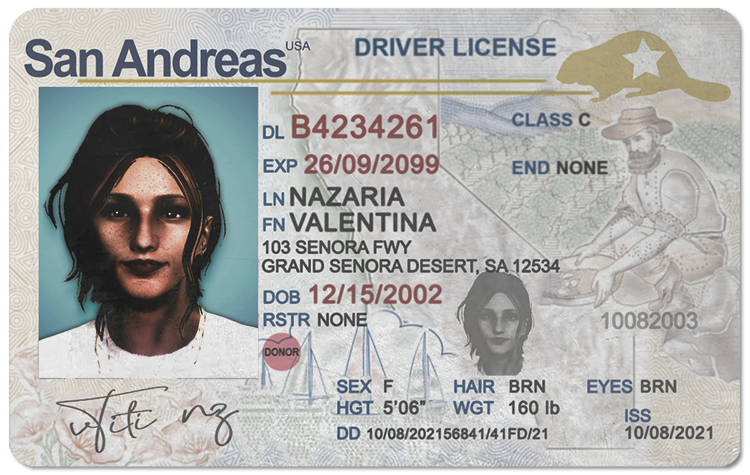 San Andreas USA
DRIVER LICENSE
DL B4234261
CLASS C
EXP 26/09/2099
END NONE
LN NAZARIA
FN VALENTINA
103 SENORA FWY
GRAND SENORA DESERT, SA 12534
DOB 12/15/2002
RSTR NONE
10082003
DONOR
SEX F HAIR BRN EYES BRN
HGT 5'06" WGT 160 lb
ISS
DD 10/08/202156841/41FD/21
10/08/2021